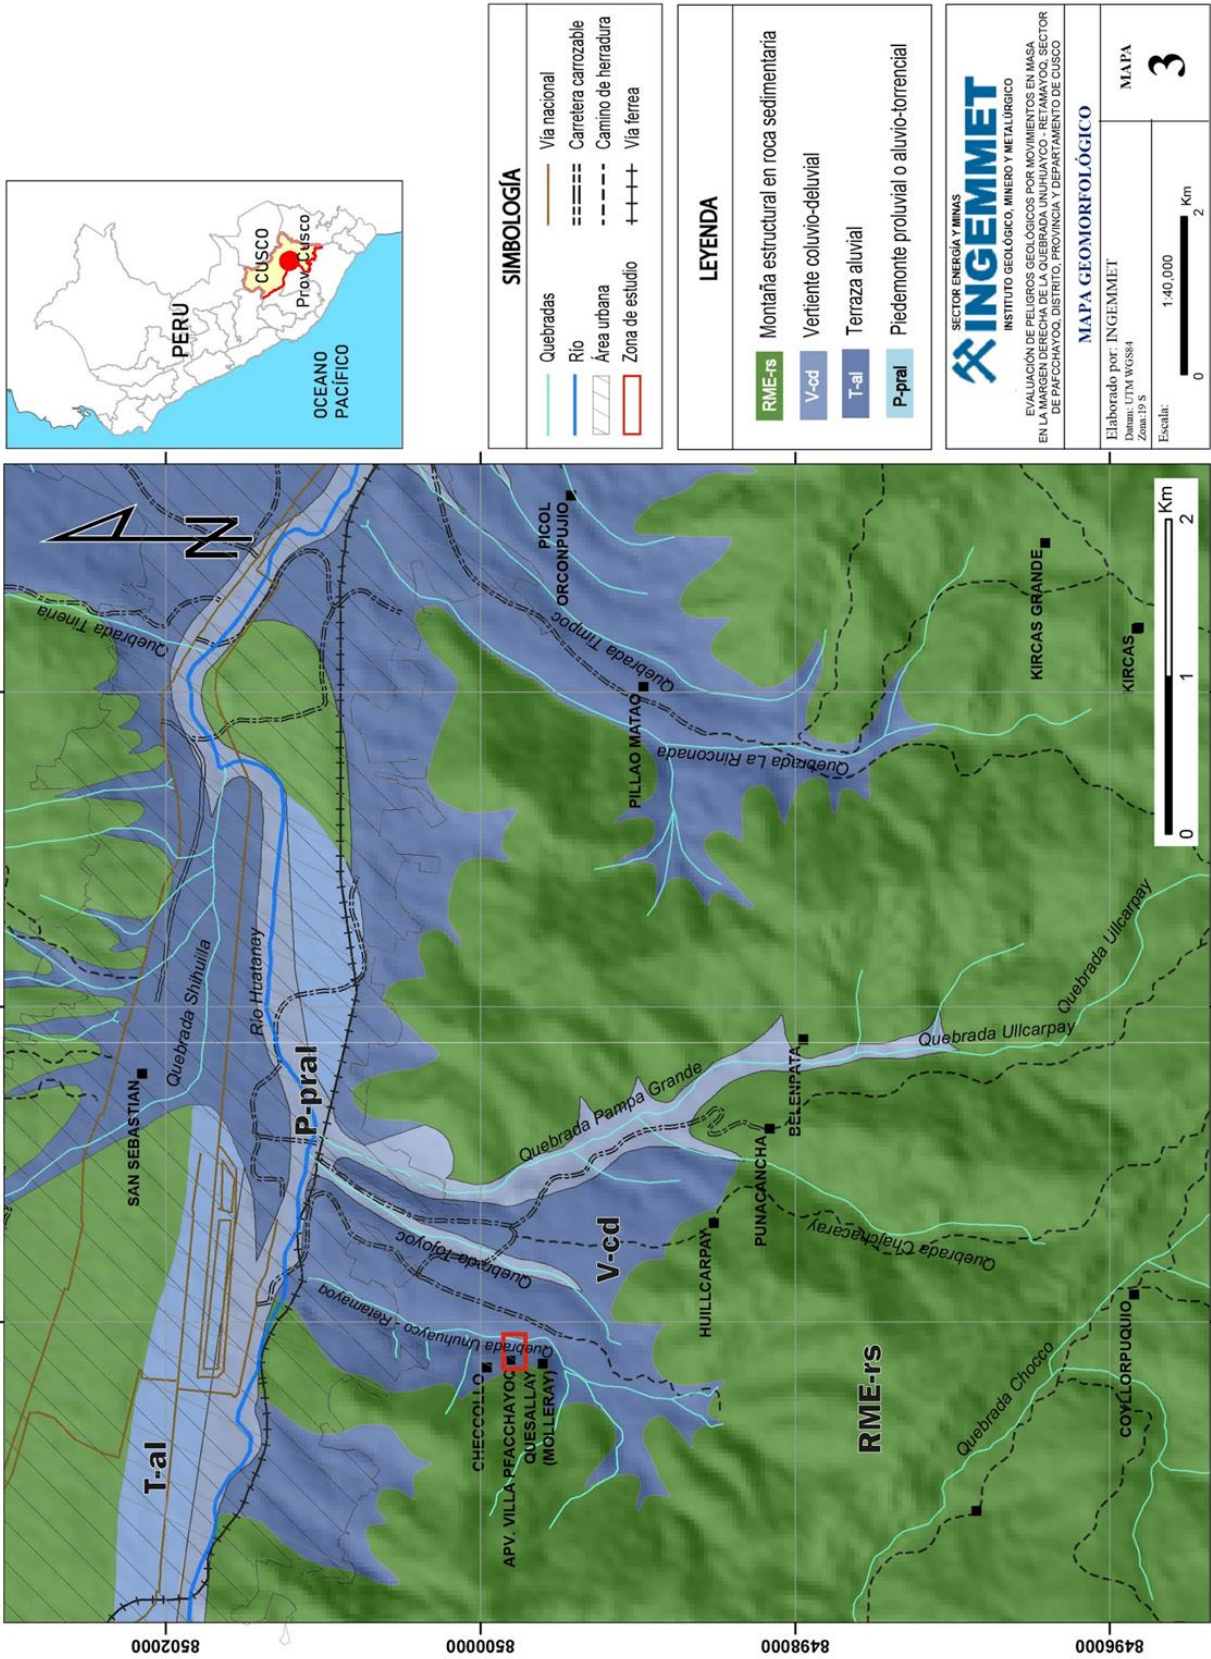 PERÚ
CUSCO
Prov. Cusco
OCEANO
PACÍFICO
SIMBOLOGÍA
Quebradas
Río
Área urbana
Zona de estudio
Vía nacional
Carretera carrozable
Camino de herradura
Vía ferrea
LEYENDA
RME-rs Montaña estructural en roca sedimentaria
V-cd Vertiente coluvio-deluvial
T-al Terraza aluvial
P-pral Piedemonte proluvial o aluvio-torrencial
SECTOR ENERGÍA Y MINAS
INGEMMET
INSTITUTO GEOLÓGICO, MINERO Y METALÚRGICO
EVALUACIÓN DE PELIGROS GEOLÓGICOS POR MOVIMIENTOS EN MASA
EN LA MARGEN DERECHA DE LA QUEBRADA UNUHUAYCO - RETAMAYOQ, SECTOR
DE PAFCCHAYOQ, DISTRITO, PROVINCIA Y DEPARTAMENTO DE CUSCO
MAPA GEOMORFOLÓGICO
Elaborado por: INGEMMET
Datum: UTM WGS84
Zona:19 S
Escala:
1:40,000
0 2 Km
MAPA
3
N
Quebrada Tineria
SAN SEBASTIAN
Quebrada Shihuilla
Río Huatanay
T-al
P-pral
PICOL
ORCONPUJIO
Quebrada Timpoc
PILLAO MATAO
Quebrada La Rinconada
CHECCOLLO
APV. VILLA PFACCHAYOC
QUESALLAY
(MOLLERAY)
Quebrada Unuhuayco - Retamayoq
Quebrada Tojoyoc
V-cd
Quebrada Pampa Grande
HUILLCARPAY
PUNACANCHA
BELENPATA
Quebrada Ullcarpay
Quebrada Uillcarpay
Quebrada Chajchacaray
RME-rs
Quebrada Chocco
COYLLORPUQUIO
KIRCAS GRANDE
KIRCAS
0 1 2 Km
8502000
8500000
8498000
8496000